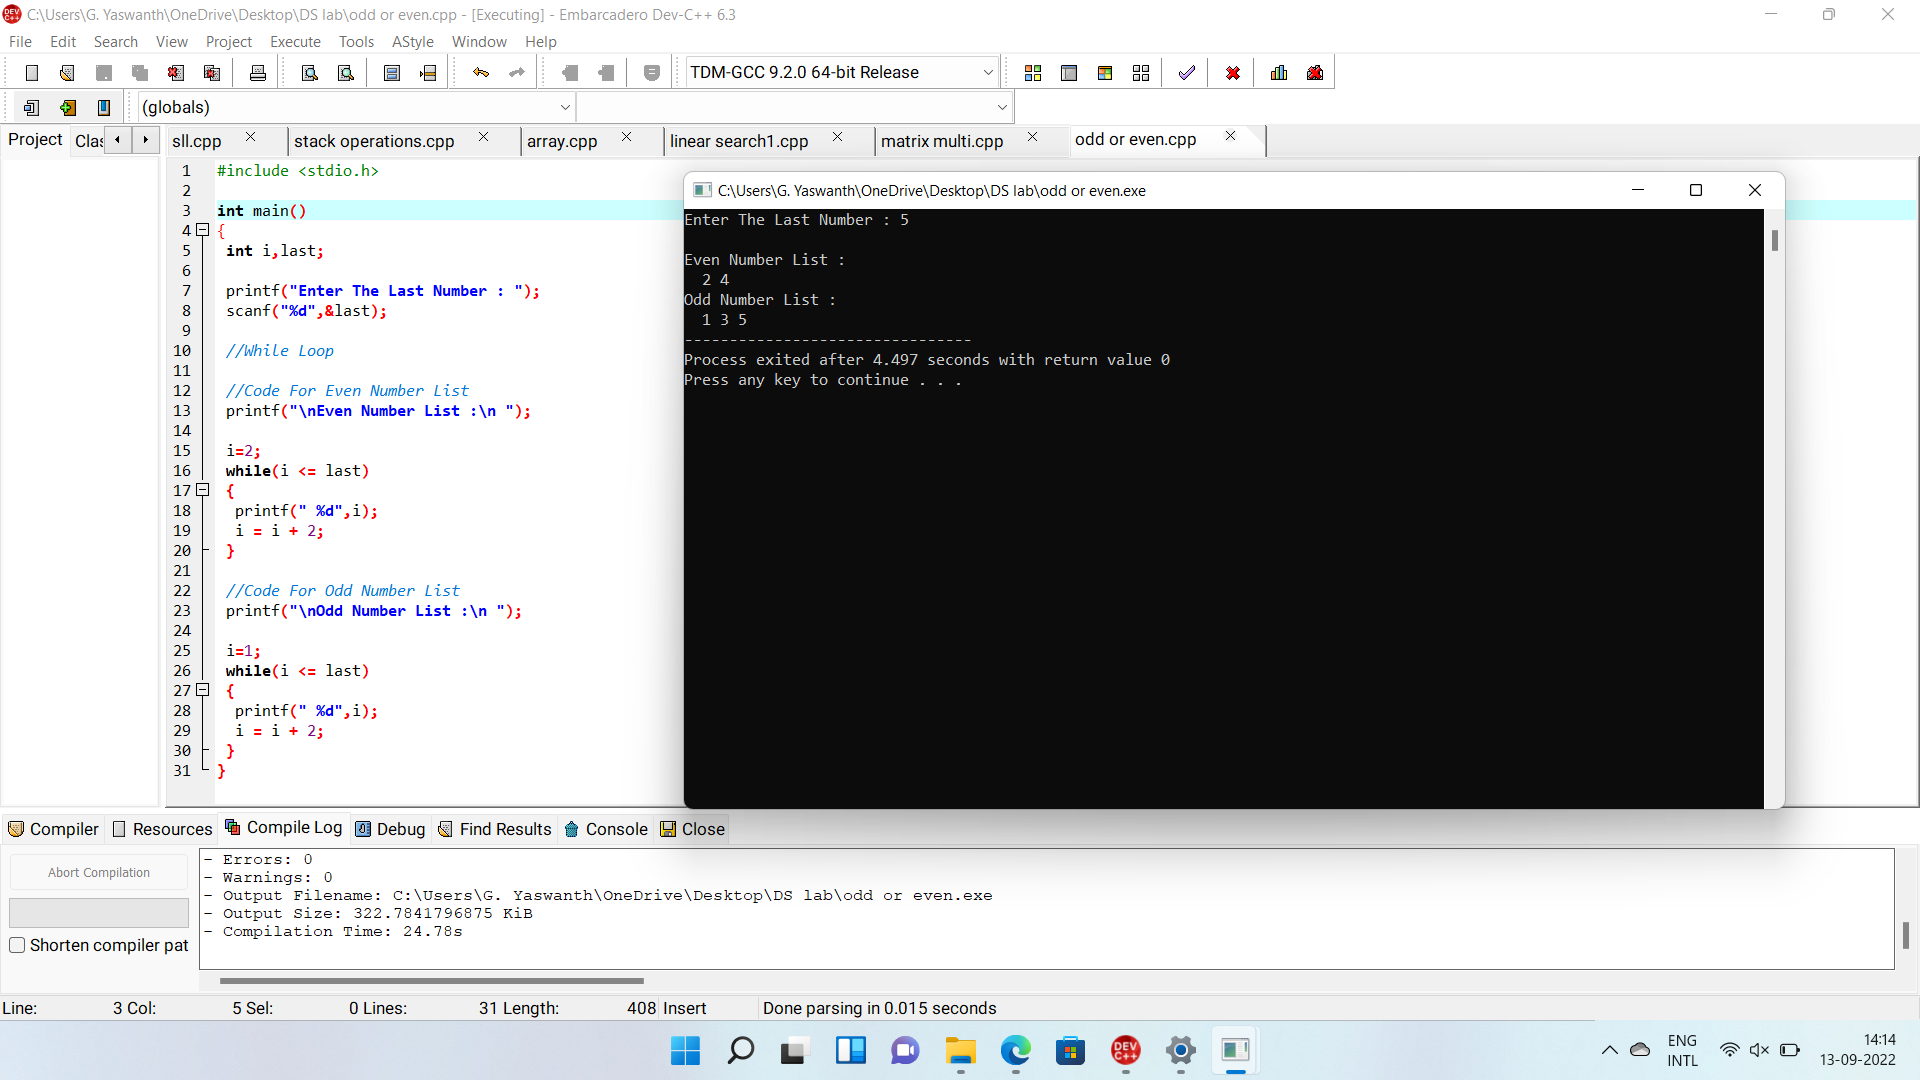 C:\Users\G. Yaswanth\OneDrive\Desktop\DS lab\odd or even.cpp - [Executing] - Embarcadero Dev-C++ 6.3
File Edit Search View Project Execute Tools AStyle Window Help
TDM-GCC 9.2.0 64-bit Release
(globals)
Project Clas sll.cpp stack operations.cpp array.cpp linear search1.cpp matrix multi.cpp odd or even.cpp
1 #include <stdio.h>
2
3 int main()
4 {
5 int i,last;
6
7 printf("Enter The Last Number : ");
8 scanf("%d",&last);
9
10 //While Loop
11
12 //Code For Even Number List
13 printf("\nEven Number List :\n ");
14
15 i=2;
16 while(i <= last)
17 {
18 printf(" %d",i);
19 i = i + 2;
20 }
21
22 //Code For Odd Number List
23 printf("\nOdd Number List :\n ");
24
25 i=1;
26 while(i <= last)
27 {
28 printf(" %d",i);
29 i = i + 2;
30 }
31 }
C:\Users\G. Yaswanth\OneDrive\Desktop\DS lab\odd or even.exe
Enter The Last Number : 5
Even Number List :
2 4
Odd Number List :
1 3 5
--------------------------------
Process exited after 4.497 seconds with return value 0
Press any key to continue . . .
Compiler Resources Compile Log Debug Find Results Console Close
Abort Compilation
Shorten compiler pat
- Errors: 0
- Warnings: 0
- Output Filename: C:\Users\G. Yaswanth\OneDrive\Desktop\DS lab\odd or even.exe
- Output Size: 322.7841796875 KiB
- Compilation Time: 24.78s
Line: 3 Col: 5 Sel: 0 Lines: 31 Length: 408 Insert Done parsing in 0.015 seconds
DEV C++
ENG
INTL
14:14
13-09-2022